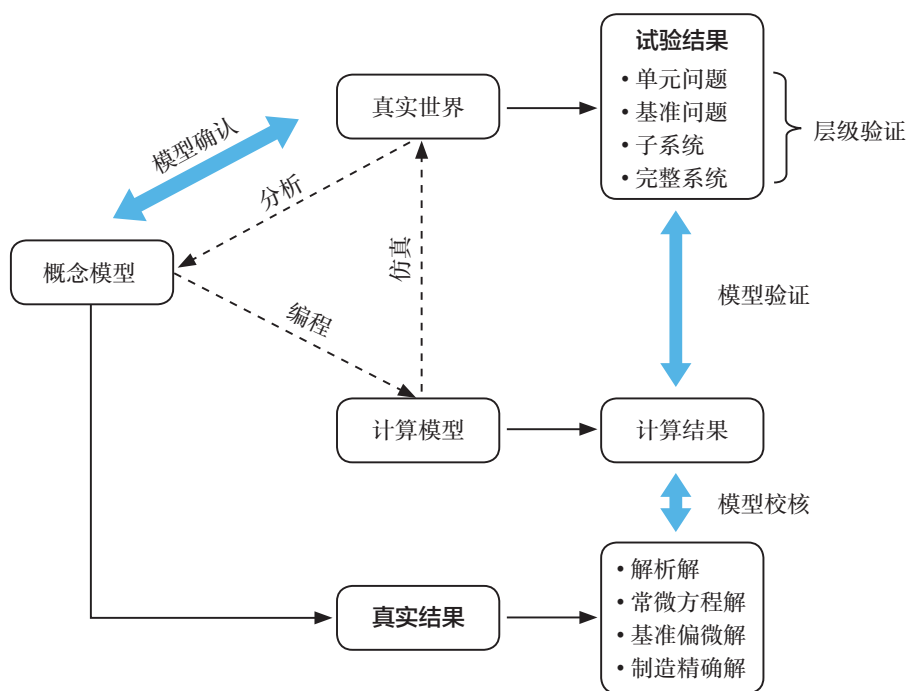 试验结果
• 单元问题
• 基准问题
• 子系统
• 完整系统
层级验证
真实世界
模型确认
分析
仿真
概念模型
编程
模型验证
计算模型
计算结果
模型校核
• 解析解
• 常微方程解
• 基准偏微解
• 制造精确解
真实结果